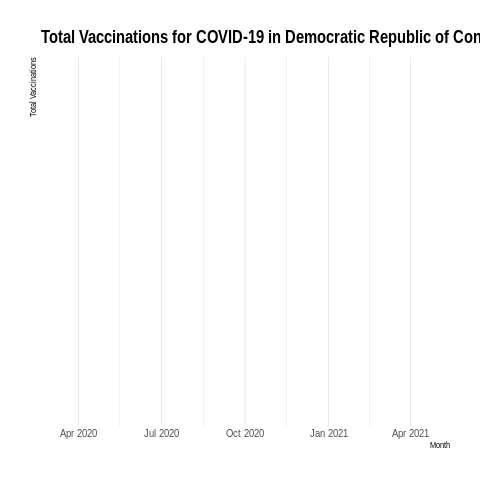 Total Vaccinations for COVID-19 in Democratic Republic of Con
Total Vaccinations
Apr 2020 Jul 2020 Oct 2020 Jan 2021 Apr 2021
Month